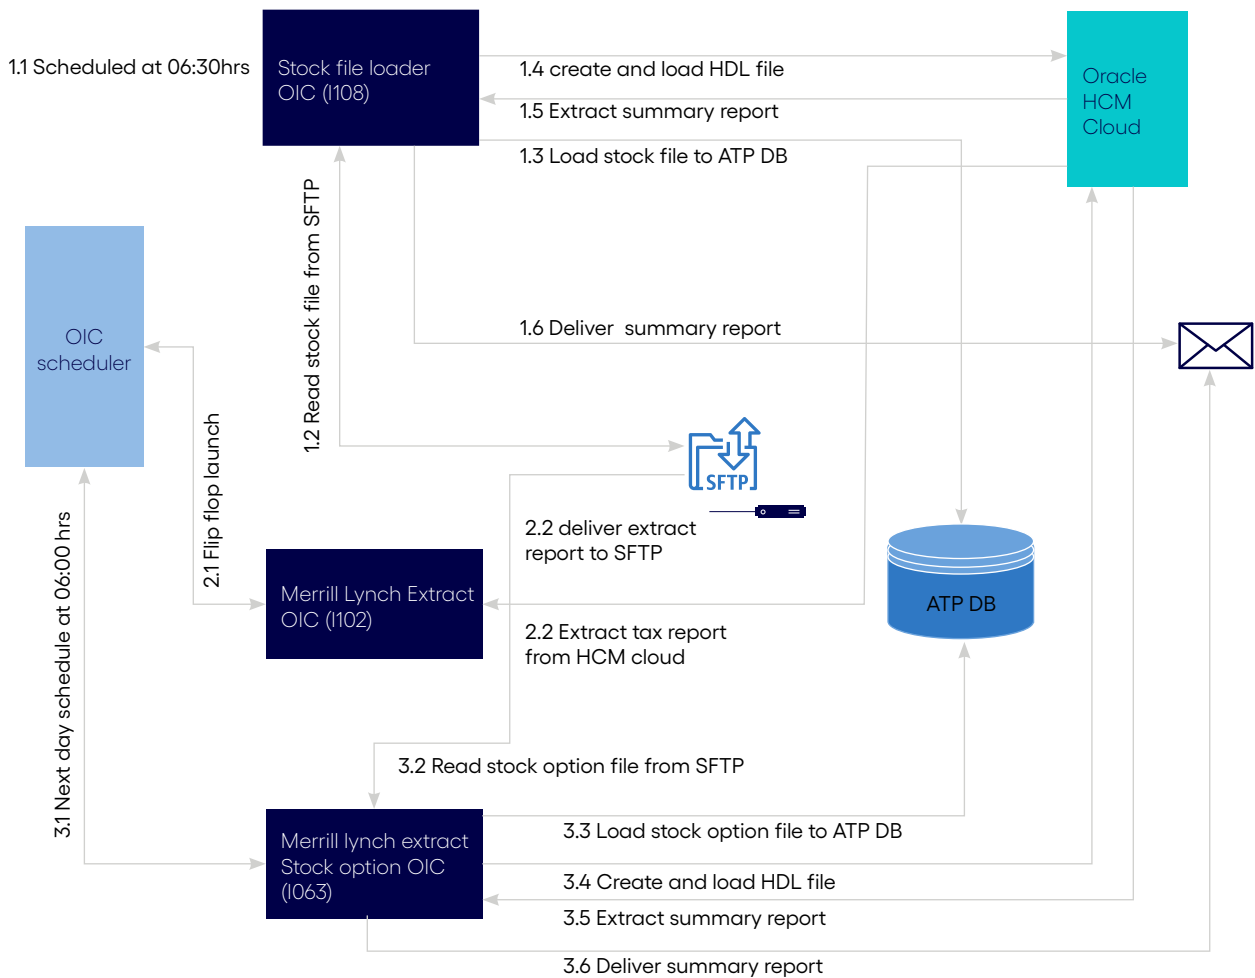 1.1 Scheduled at 06:30hrs
Stock file loader
OIC (I108)
1.4 create and load HDL file
1.5 Extract summary report
1.3 Load stock file to ATP DB
Oracle
HCM
Cloud
1.2 Read stock file from SFTP
OIC
scheduler
1.6 Deliver  summary report
SFTP
2.1 Flip flop launch
2.2 deliver extract
report to SFTP
Merrill Lynch Extract
OIC (I102)
ATP DB
2.2 Extract tax report
from HCM cloud
3.1 Next day schedule at 06:00 hrs
3.2 Read stock option file from SFTP
Merrill lynch extract
Stock option OIC
(I063)
3.3 Load stock option file to ATP DB
3.4 Create and load HDL file
3.5 Extract summary report
3.6 Deliver summary report